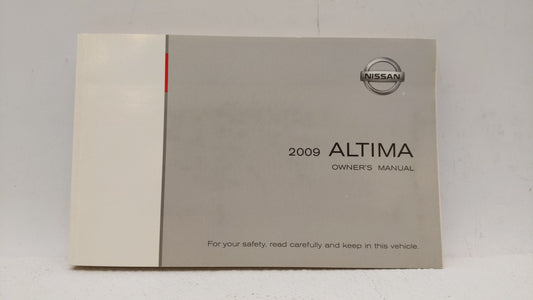 NISSAN
2009 ALTIMA
OWNER'S MANUAL
For your safety, read carefully and keep in this vehicle.